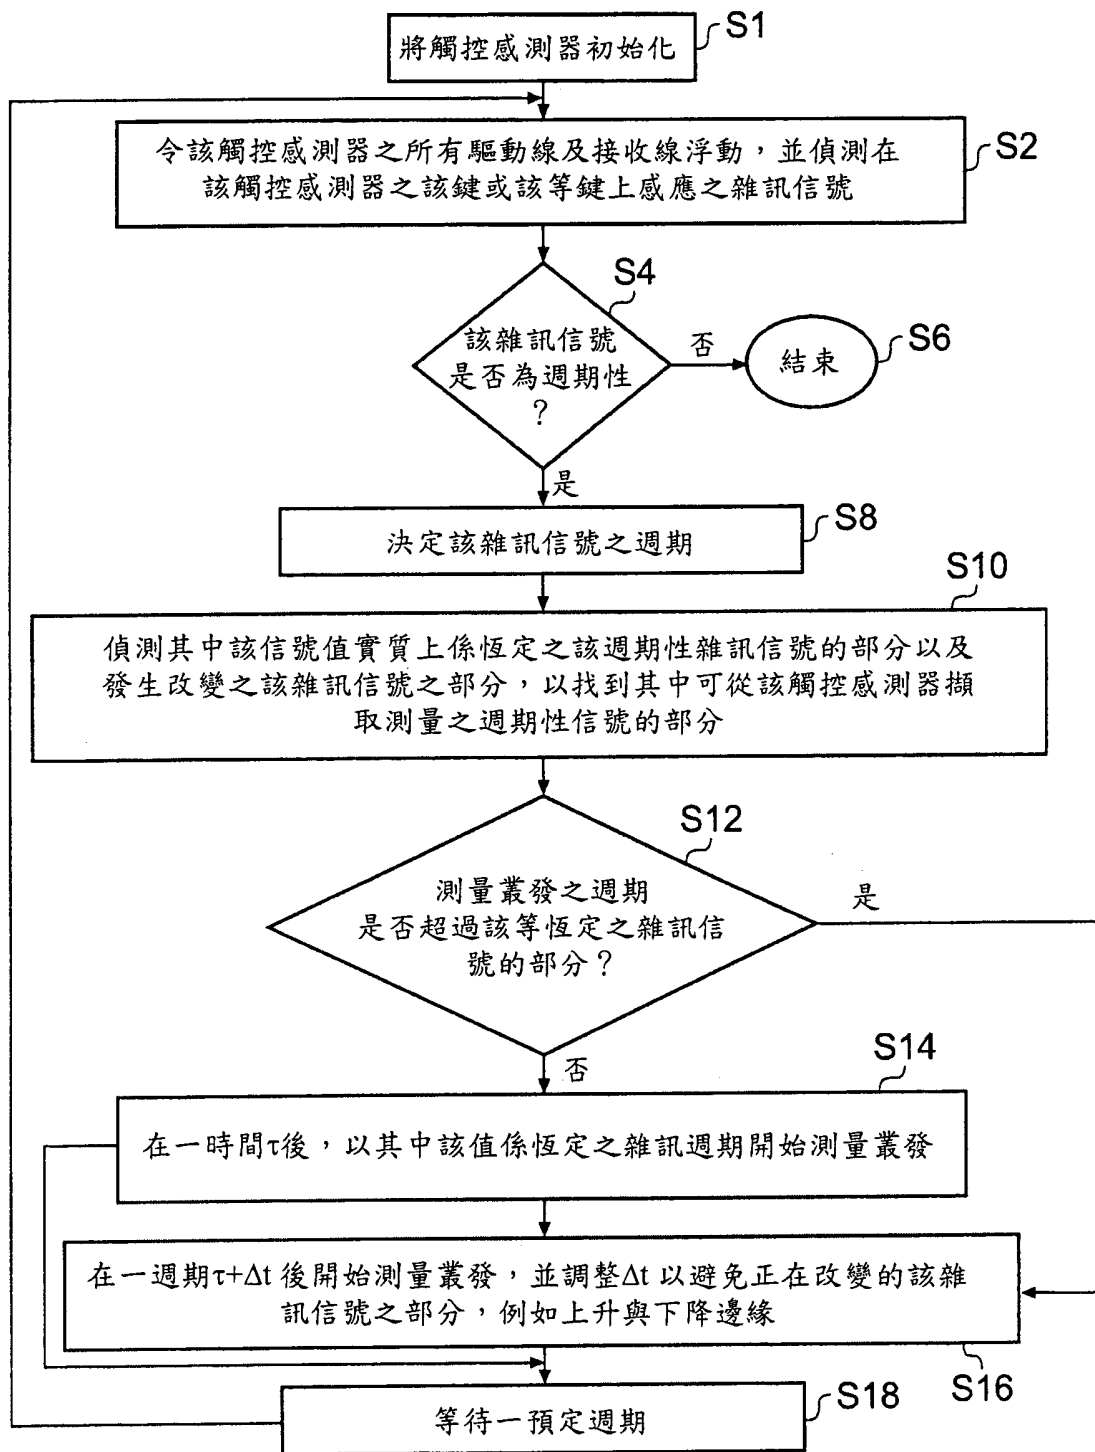 S1
將觸控感測器初始化
S2
令該觸控感測器之所有驅動線及接收線浮動，並偵測在
該觸控感測器之該鍵或該等鍵上感應之雜訊信號
S4
該雜訊信號
是否為週期性
？
否
結束
S6
是
S8
決定該雜訊信號之週期
S10
偵測其中該信號值實質上係恆定之該週期性雜訊信號的部分以及
發生改變之該雜訊信號之部分，以找到其中可從該觸控感測器擷
取測量之週期性信號的部分
S12
測量叢發之週期
是否超過該等恆定之雜訊信
號的部分？
是
否
S14
在一時間τ後，以其中該值係恆定之雜訊週期開始測量叢發
在一週期τ+Δt後開始測量叢發，並調整Δt以避免正在改變的該雜
訊信號之部分，例如上升與下降邊緣
S16
S18
等待一預定週期